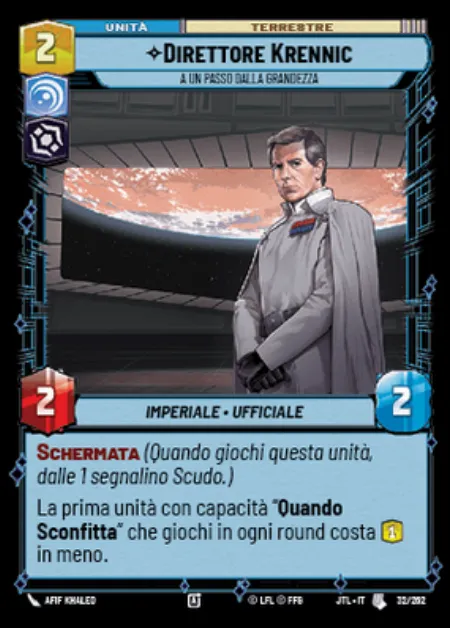 UNITÀ
TERRESTRE
2
DIRETTORE KRENNIC
A UN PASSO DALLA GRANDEZZA
2
IMPERIALE • UFFICIALE
2
SCHERMATA (Quando giochi questa unità,
dalle 1 segnalino Scudo.)
La prima unità con capacità "Quando
Sconfitta" che giochi in ogni round costa 1
in meno.
AFIF KHALED
A
© LFL © FFG
JTL • IT
33/262